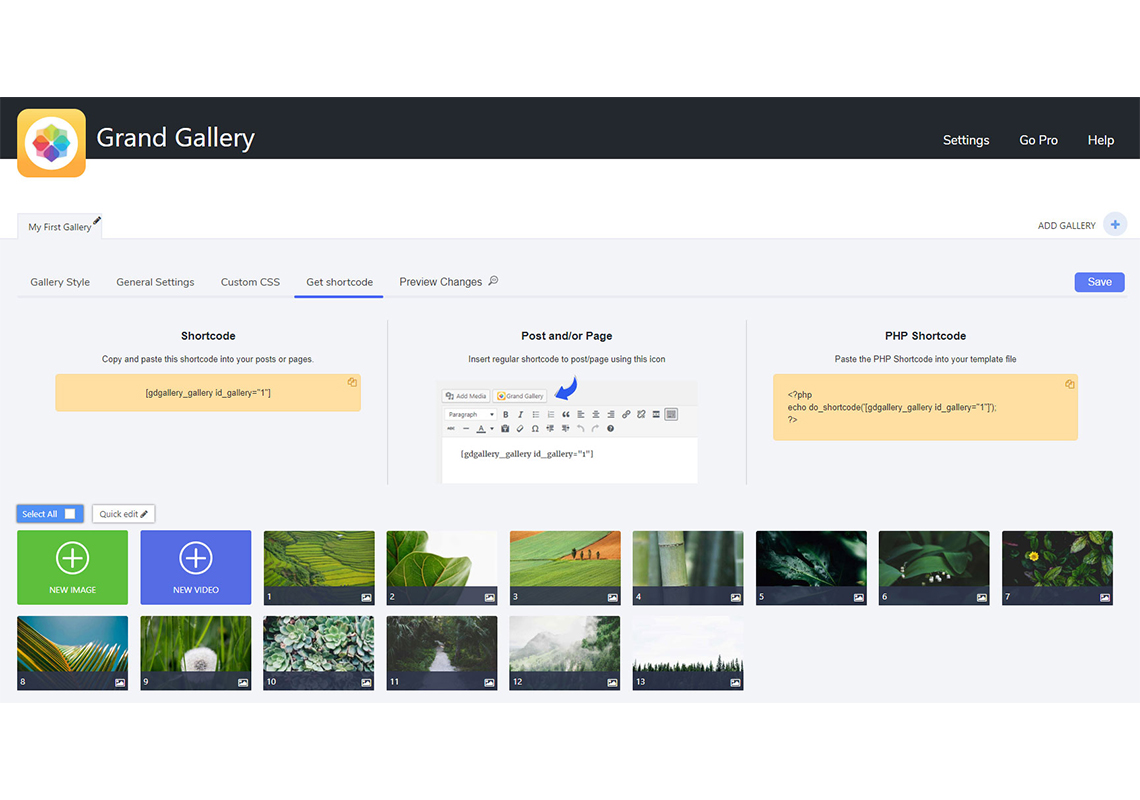 Grand Gallery
Settings Go Pro Help
My First Gallery
ADD GALLERY
Gallery Style General Settings Custom CSS Get shortcode Preview Changes
Save
Shortcode
Copy and paste this shortcode into your posts or pages.
[gdgallery_gallery id_gallery="1"]
Post and/or Page
Insert regular shortcode to post/page using this icon
Add Media Grand Gallery
Paragraph
ABC
[gdgallery_gallery id_gallery="1"]
PHP Shortcode
Paste the PHP Shortcode into your template file
<?php
echo do_shortcode('[gdgallery_gallery id_gallery="1"]');
?>
Select All Quick edit
NEW IMAGE NEW VIDEO
1 2 3 4 5 6 7
8 9 10 11 12 13